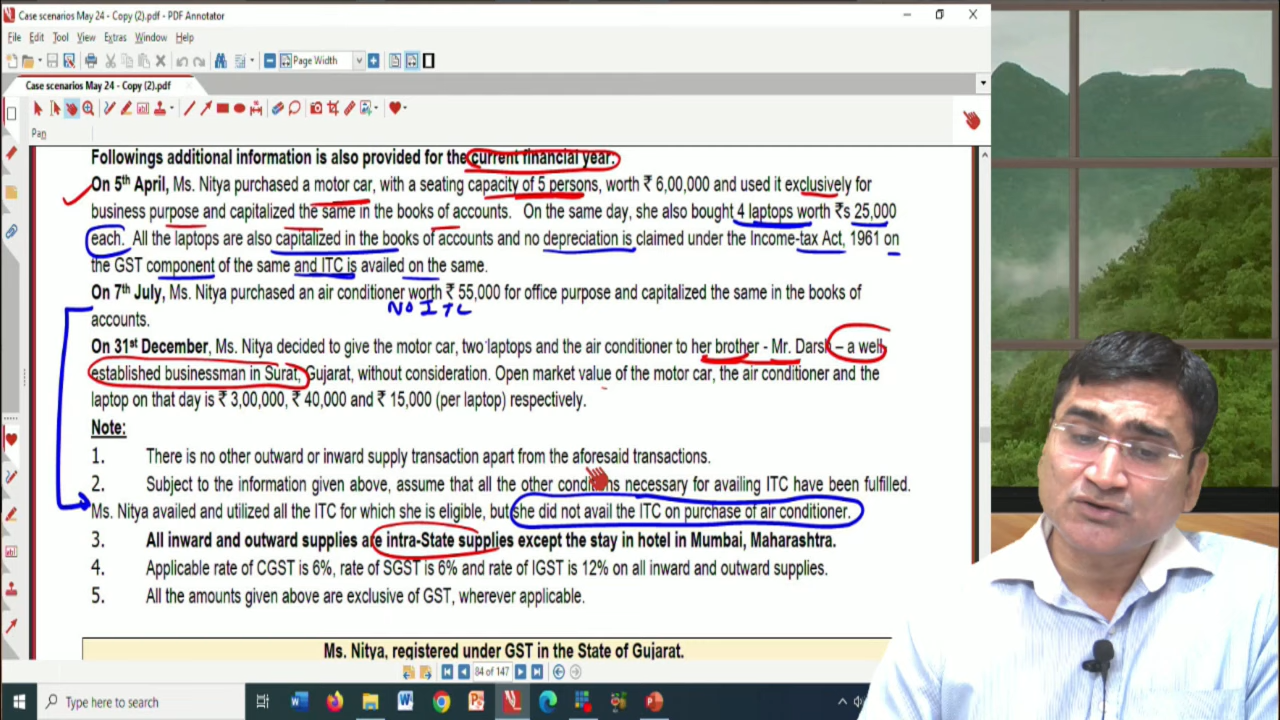 Case scenarios May 24 - Copy (2).pdf - PDF Annotator
File Edit Tool View Extras Window Help
Page Width
Case scenarios May 24 - Copy (2).pdf
Pan
Followings additional information is also provided for the current financial year:
On 5th April, Ms. Nitya purchased a motor car, with a seating capacity of 5 persons, worth ₹ 6,00,000 and used it exclusively for
business purpose and capitalized the same in the books of accounts. On the same day, she also bought 4 laptops worth ₹s 25,000
each. All the laptops are also capitalized in the books of accounts and no depreciation is claimed under the Income-tax Act, 1961 on
the GST component of the same and ITC is availed on the same.
On 7th July, Ms. Nitya purchased an air conditioner worth ₹ 55,000 for office purpose and capitalized the same in the books of
NO ITC
accounts.
On 31st December, Ms. Nitya decided to give the motor car, two laptops and the air conditioner to her brother - Mr. Darsh – a well
established businessman in Surat, Gujarat, without consideration. Open market value of the motor car, the air conditioner and the
laptop on that day is ₹ 3,00,000, ₹ 40,000 and ₹ 15,000 (per laptop) respectively.
Note:
1. There is no other outward or inward supply transaction apart from the aforesaid transactions.
2. Subject to the information given above, assume that all the other conditions necessary for availing ITC have been fulfilled.
Ms. Nitya availed and utilized all the ITC for which she is eligible, but she did not avail the ITC on purchase of air conditioner.
3. All inward and outward supplies are intra-State supplies except the stay in hotel in Mumbai, Maharashtra.
4. Applicable rate of CGST is 6%, rate of SGST is 6% and rate of IGST is 12% on all inward and outward supplies.
5. All the amounts given above are exclusive of GST, wherever applicable.
Ms. Nitya, registered under GST in the State of Gujarat.
84 of 147
Type here to search